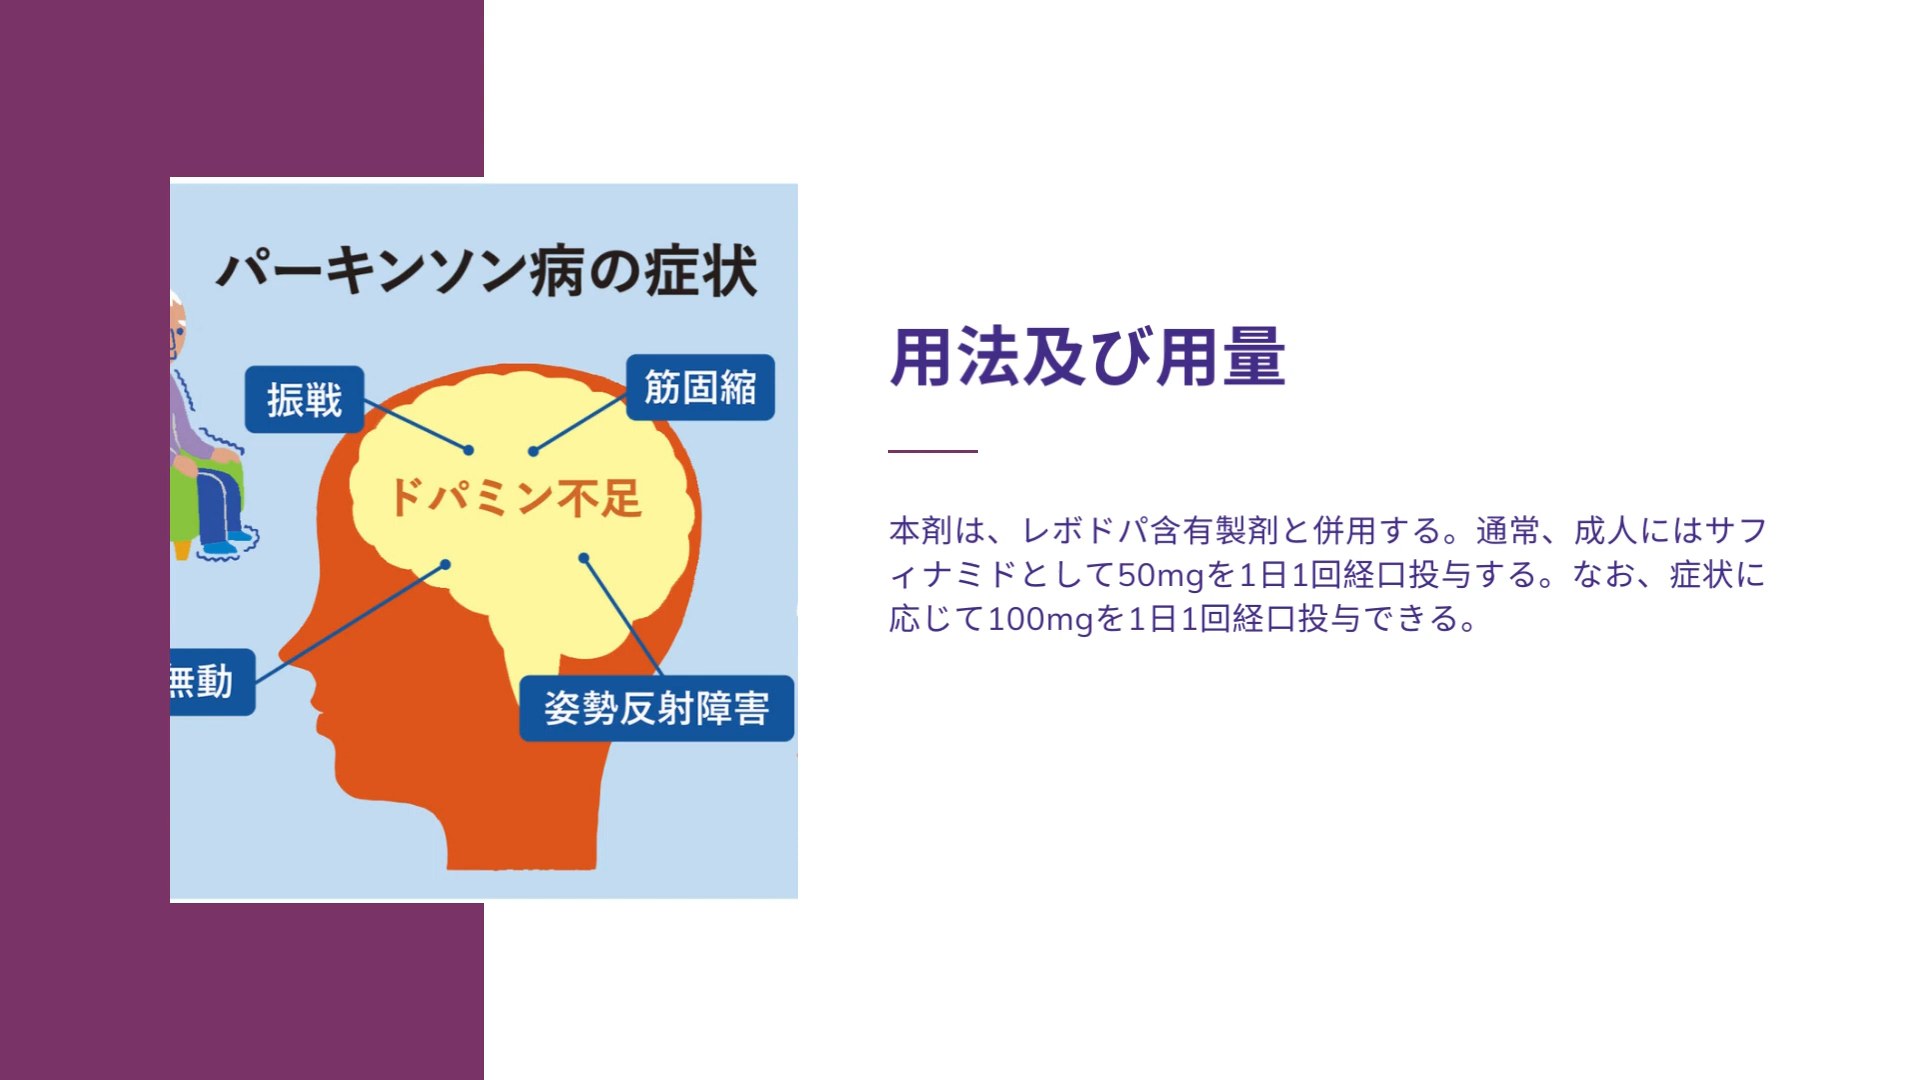 パーキンソン病の症状
振戦
筋固縮
ドパミン不足
無動
姿勢反射障害
用法及び用量
本剤は、レボドパ含有製剤と併用する。通常、成人にはサフ
ィナミドとして50mgを1日1回経口投与する。なお、症状に
応じて100mgを1日1回経口投与できる。